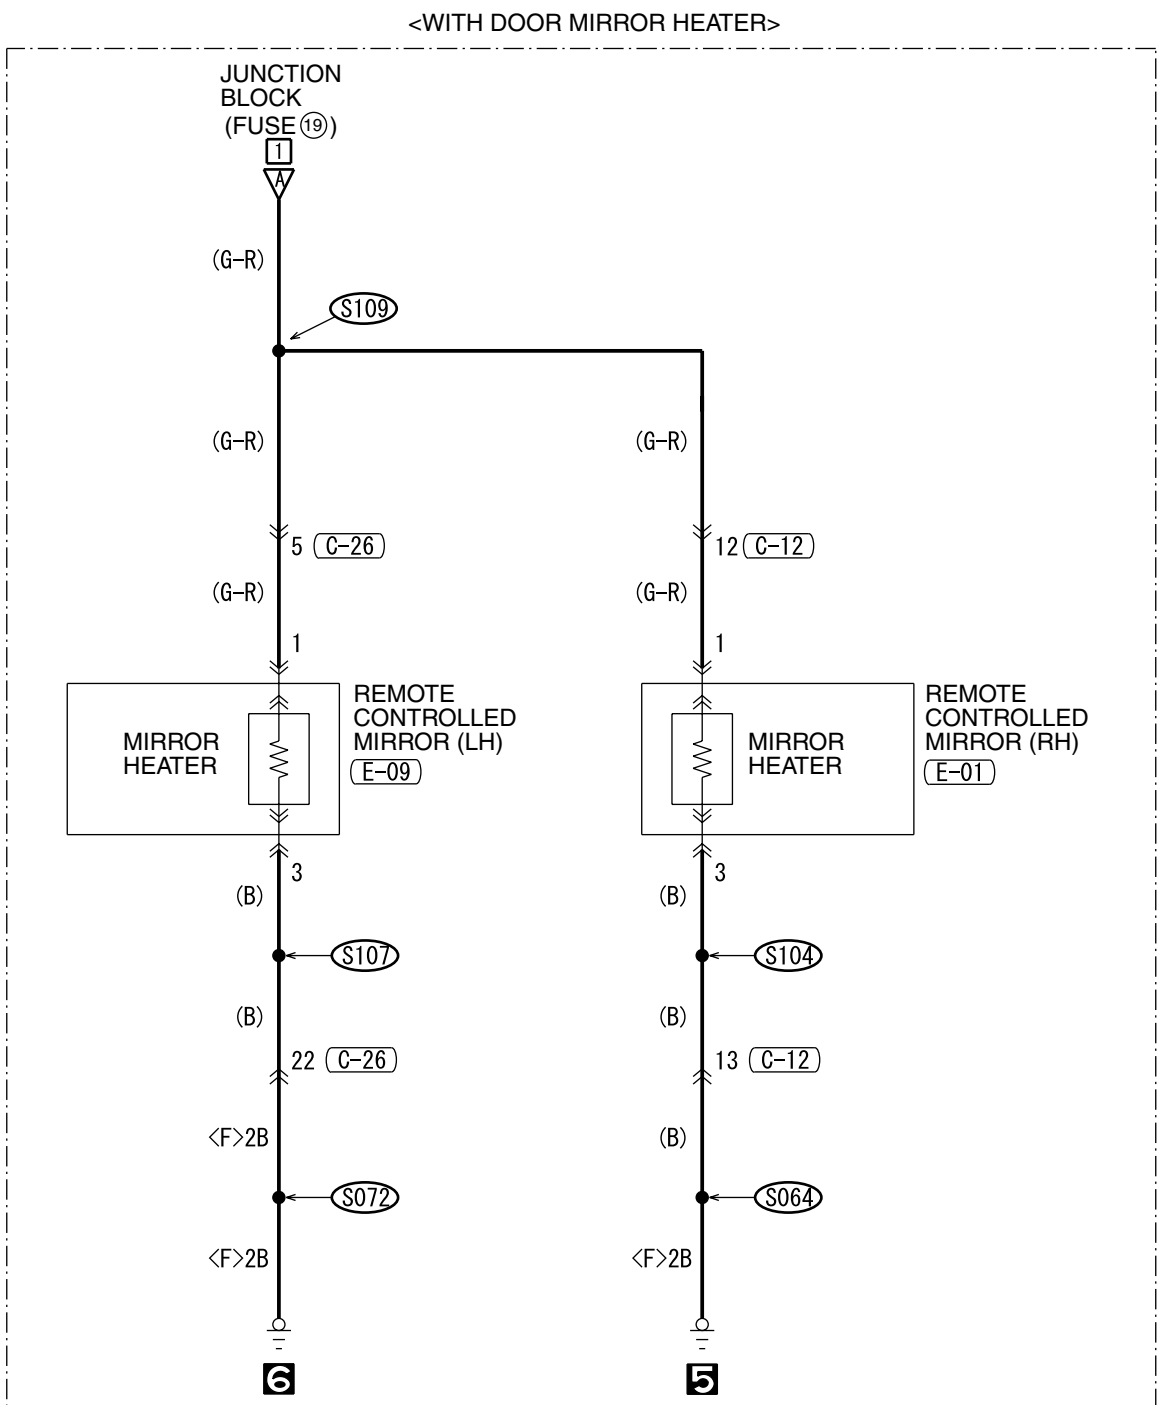 <WITH DOOR MIRROR HEATER>
JUNCTION
BLOCK
(FUSE⑲)
1
A
(G-R)
S109
(G-R)
(G-R)
5 C-26
12 C-12
(G-R)
(G-R)
1
1
MIRROR
HEATER
REMOTE
CONTROLLED
MIRROR (LH)
E-09
MIRROR
HEATER
REMOTE
CONTROLLED
MIRROR (RH)
E-01
3
3
(B)
(B)
S107
S104
(B)
(B)
22 C-26
13 C-12
<F>2B
(B)
S072
S064
<F>2B
<F>2B
6
5